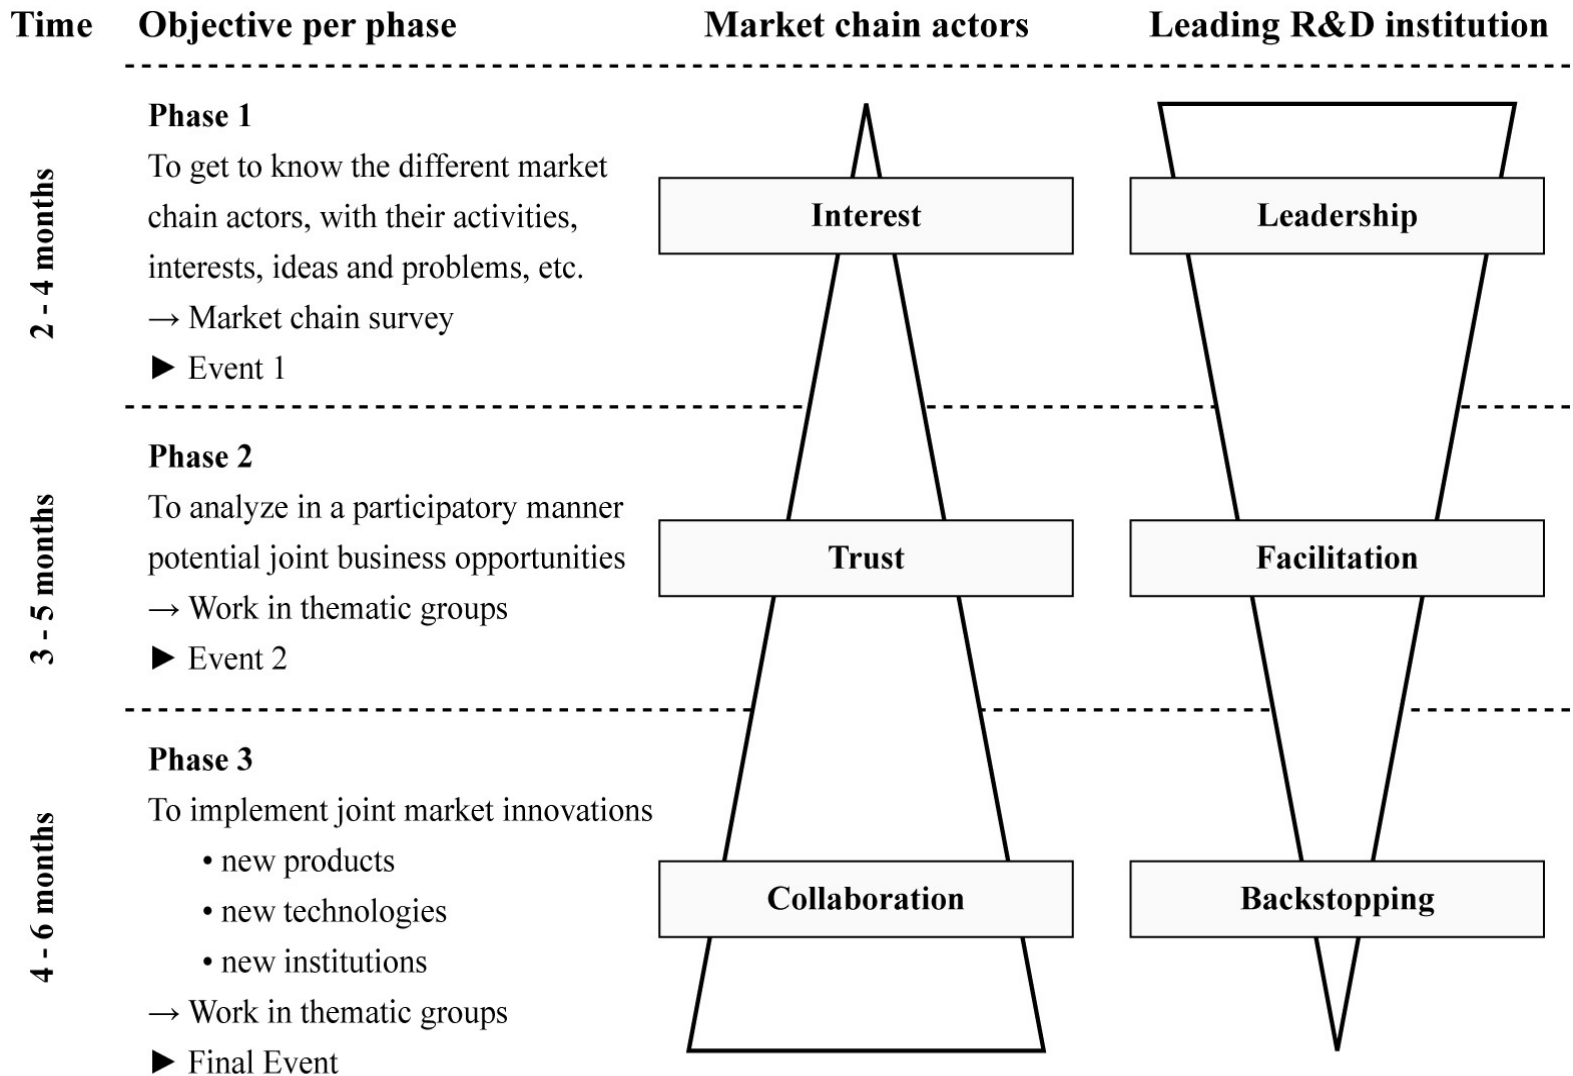 Time Objective per phase Market chain actors Leading R&D institution
2 - 4 months
Phase 1
To get to know the different market
chain actors, with their activities,
interests, ideas and problems, etc.
→ Market chain survey
► Event 1
Interest
Leadership
3 - 5 months
Phase 2
To analyze in a participatory manner
potential joint business opportunities
→ Work in thematic groups
► Event 2
Trust
Facilitation
4 - 6 months
Phase 3
To implement joint market innovations
• new products
• new technologies
• new institutions
→ Work in thematic groups
► Final Event
Collaboration
Backstopping